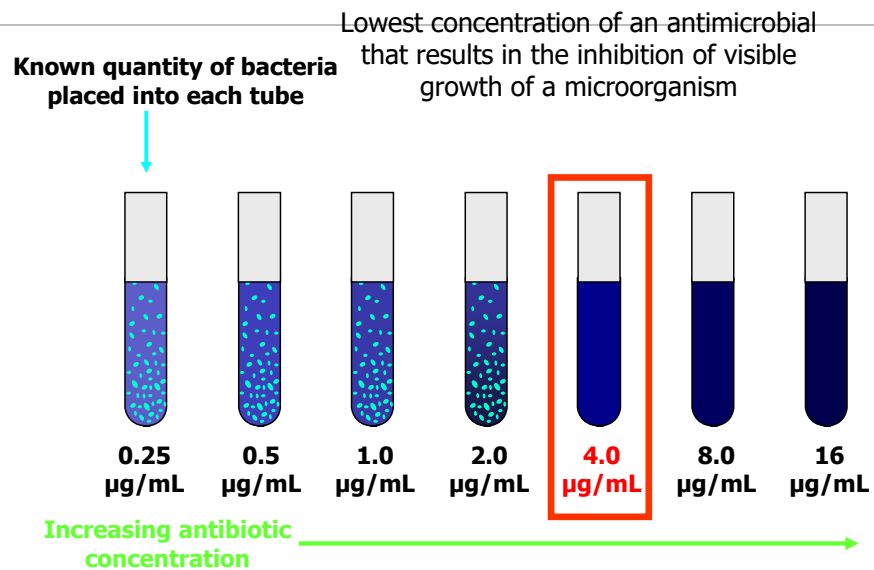 Lowest concentration of an antimicrobial
that results in the inhibition of visible
growth of a microorganism
Known quantity of bacteria
placed into each tube
0.25
µg/mL
0.5
µg/mL
1.0
µg/mL
2.0
µg/mL
4.0
µg/mL
8.0
µg/mL
16
µg/mL
Increasing antibiotic
concentration